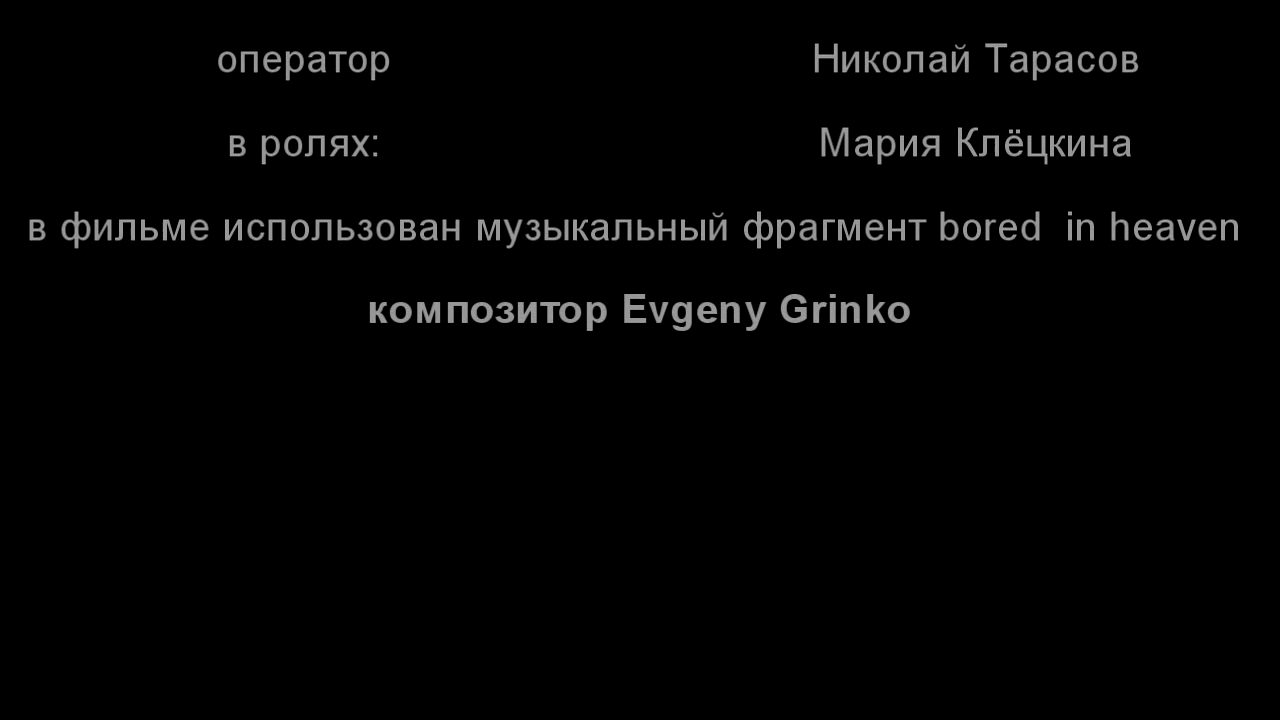 оператор Николай Тарасов
в ролях: Мария Клёцкина
в фильме использован музыкальный фрагмент bored in heaven
композитор Evgeny Grinko